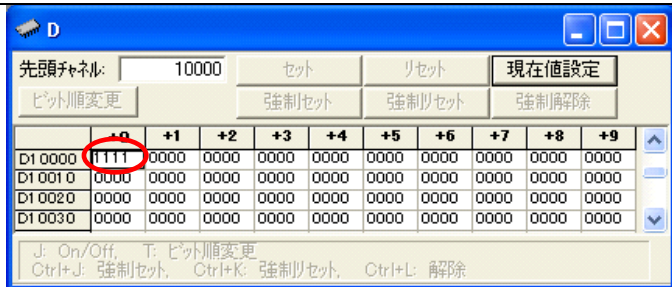 D
先頭チャネル: 10000 セット リセット 現在値設定
ビット順変更 強制セット 強制リセット 強制解除
+0 +1 +2 +3 +4 +5 +6 +7 +8 +9
D10000 1111 0000 0000 0000 0000 0000 0000 0000 0000 0000
D10010 0000 0000 0000 0000 0000 0000 0000 0000 0000 0000
D10020 0000 0000 0000 0000 0000 0000 0000 0000 0000 0000
D10030 0000 0000 0000 0000 0000 0000 0000 0000 0000 0000
J: On/Off, T: ビット順変更
Ctrl+J: 強制セット, Ctrl+K: 強制リセット, Ctrl+L: 解除